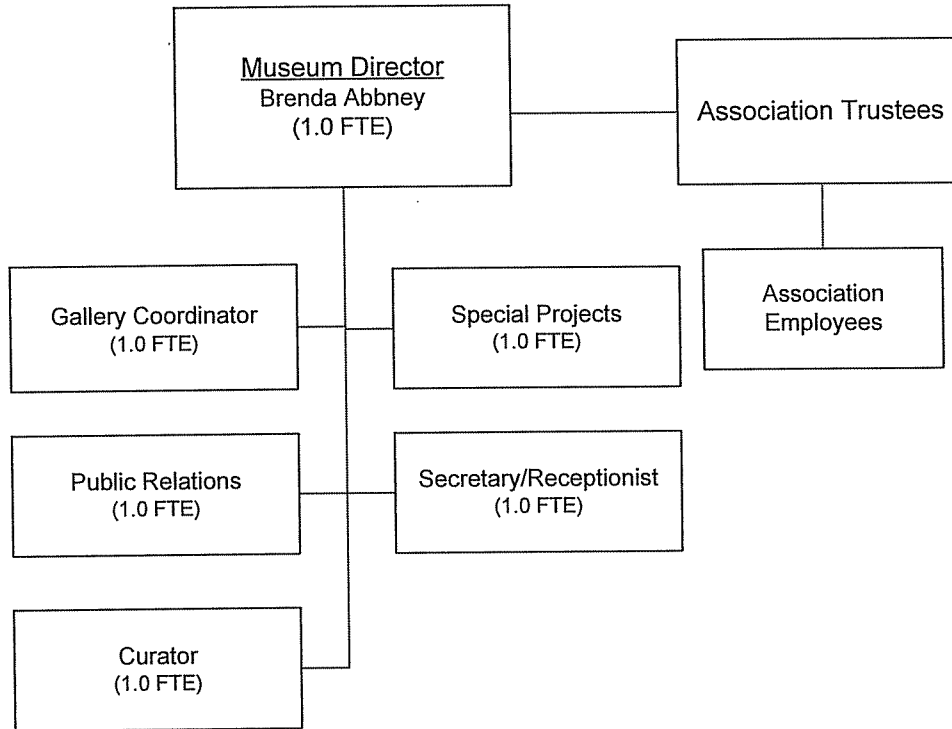 Museum Director
Brenda Abbney
(1.0 FTE)
Association Trustees
Gallery Coordinator
(1.0 FTE)
Special Projects
(1.0 FTE)
Association
Employees
Public Relations
(1.0 FTE)
Secretary/Receptionist
(1.0 FTE)
Curator
(1.0 FTE)